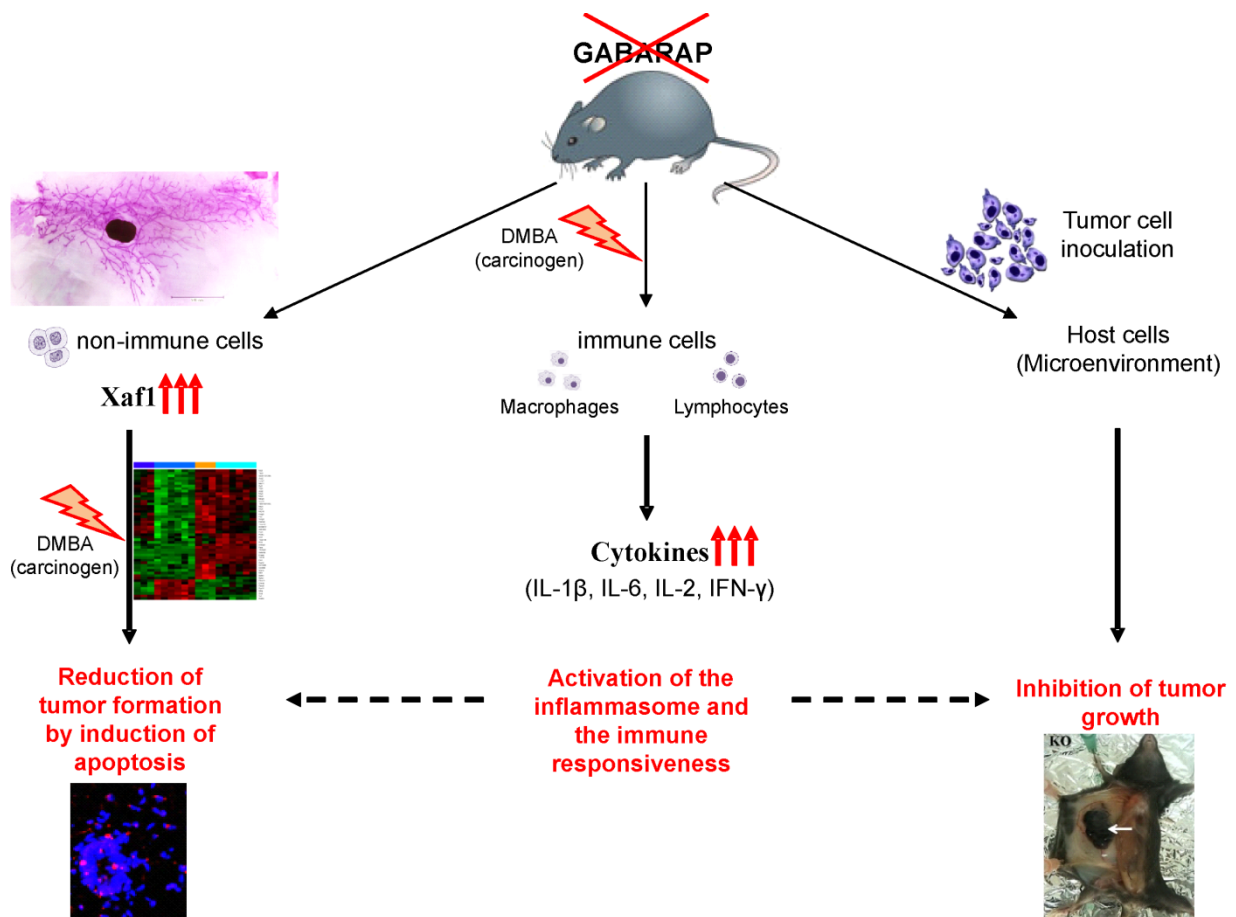 GABARAP
DMBA
(carcinogen)
Tumor cell
inoculation
non-immune cells
immune cells
Host cells
(Microenvironment)
Xaf1
Macrophages
Lymphocytes
DMBA
(carcinogen)
Cytokines
(IL-1β, IL-6, IL-2, IFN-γ)
Reduction of
tumor formation
by induction of
apoptosis
Activation of the
inflammasome and
the immune
responsiveness
Inhibition of tumor
growth
KO